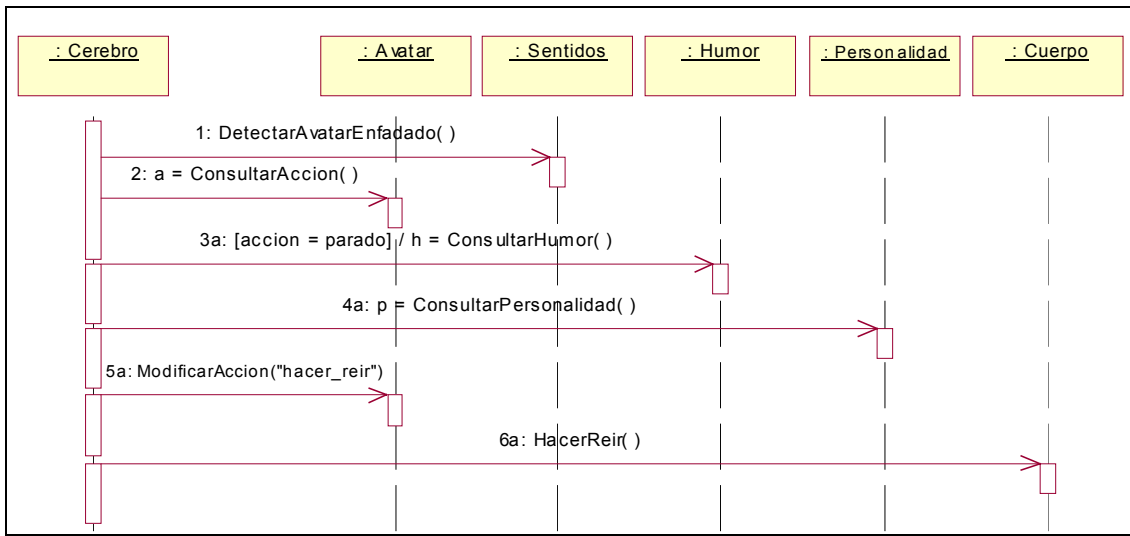 : Cerebro
: Avatar
: Sentidos
: Humor
: Personalidad
: Cuerpo
1: DetectarAvatarEnfadado( )
2: a = ConsultarAccion( )
3a: [accion = parado] / h = ConsultarHumor( )
4a: p = ConsultarPersonalidad( )
5a: ModificarAccion("hacer_reir")
6a: HacerReir( )